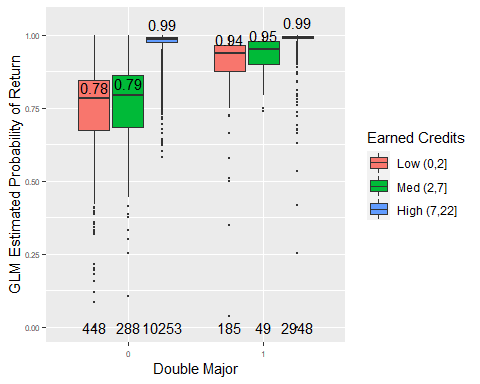 0.99
0.99
1.00
0.94
0.95
0.78
0.79
0.75
GLM Estimated Probability of Return
0.50
0.25
0.00
448 288 10253 185 49 2948
0 1
Double Major
Earned Credits
Low (0,2]
Med (2,7]
High (7,22]